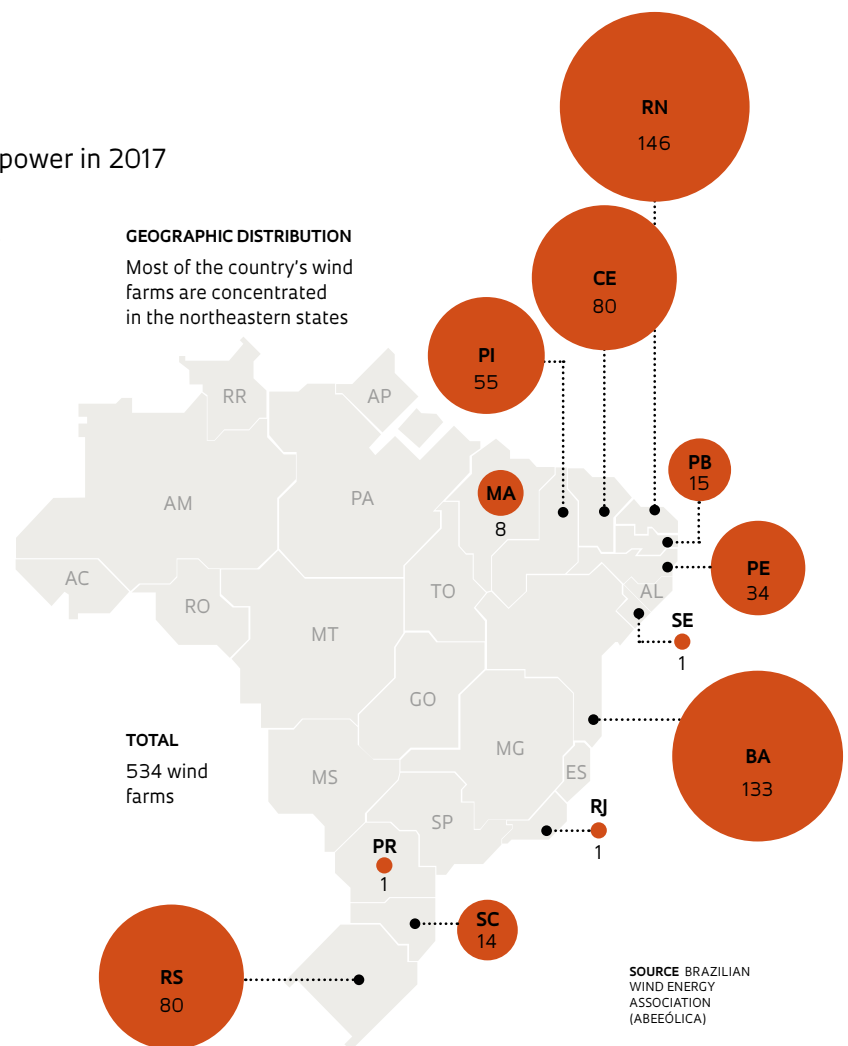 power in 2017
GEOGRAPHIC DISTRIBUTION
Most of the country's wind
farms are concentrated
in the northeastern states
RN
146
CE
80
PI
55
RR
AP
PB
15
MA
8
AM
PA
PE
34
AC
RO
TO
AL
SE
1
MT
GO
BA
133
MG
TOTAL
534 wind
farms
MS
ES
SP
RJ
1
PR
1
SC
14
RS
80
SOURCE BRAZILIAN
WIND ENERGY
ASSOCIATION
(ABEEÓLICA)